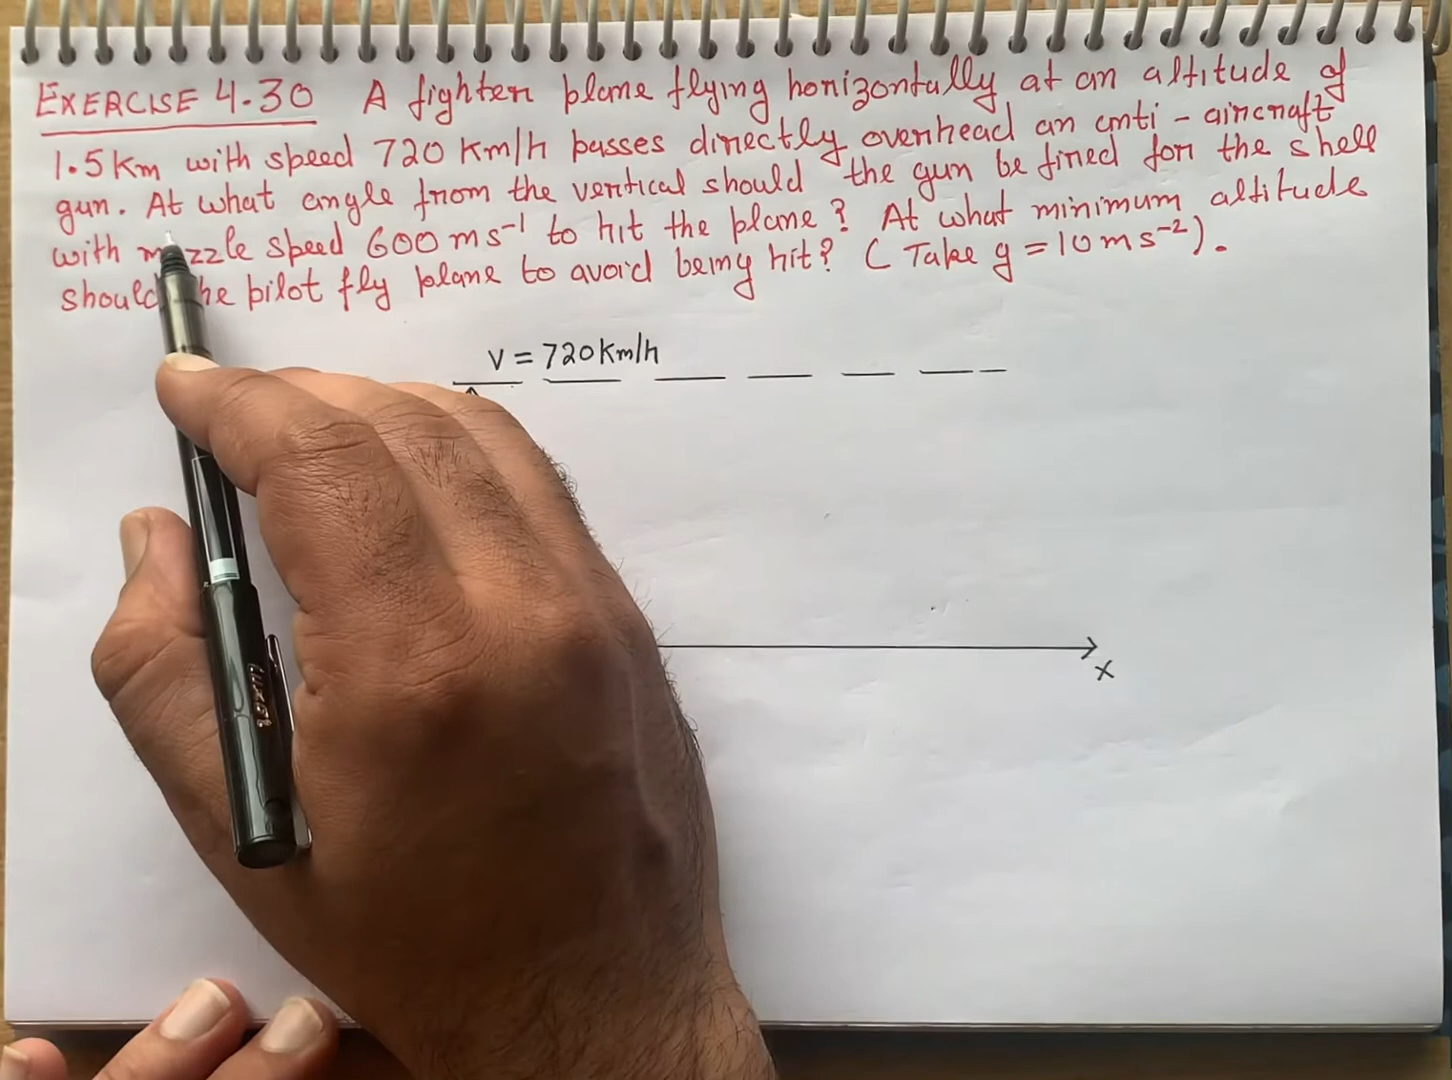 EXERCISE 4.30 A fighter plane flying horizontally at an altitude of
1.5 km with speed 720 km/h passes directly overhead an anti-aircraft
gun. At what angle from the vertical should the gun be fired for the shell
with muzzle speed 600 ms⁻¹ to hit the plane? At what minimum altitude
should the pilot fly plane to avoid being hit? (Take g = 10 ms⁻²).
V = 720 km/h
X
LUXOR